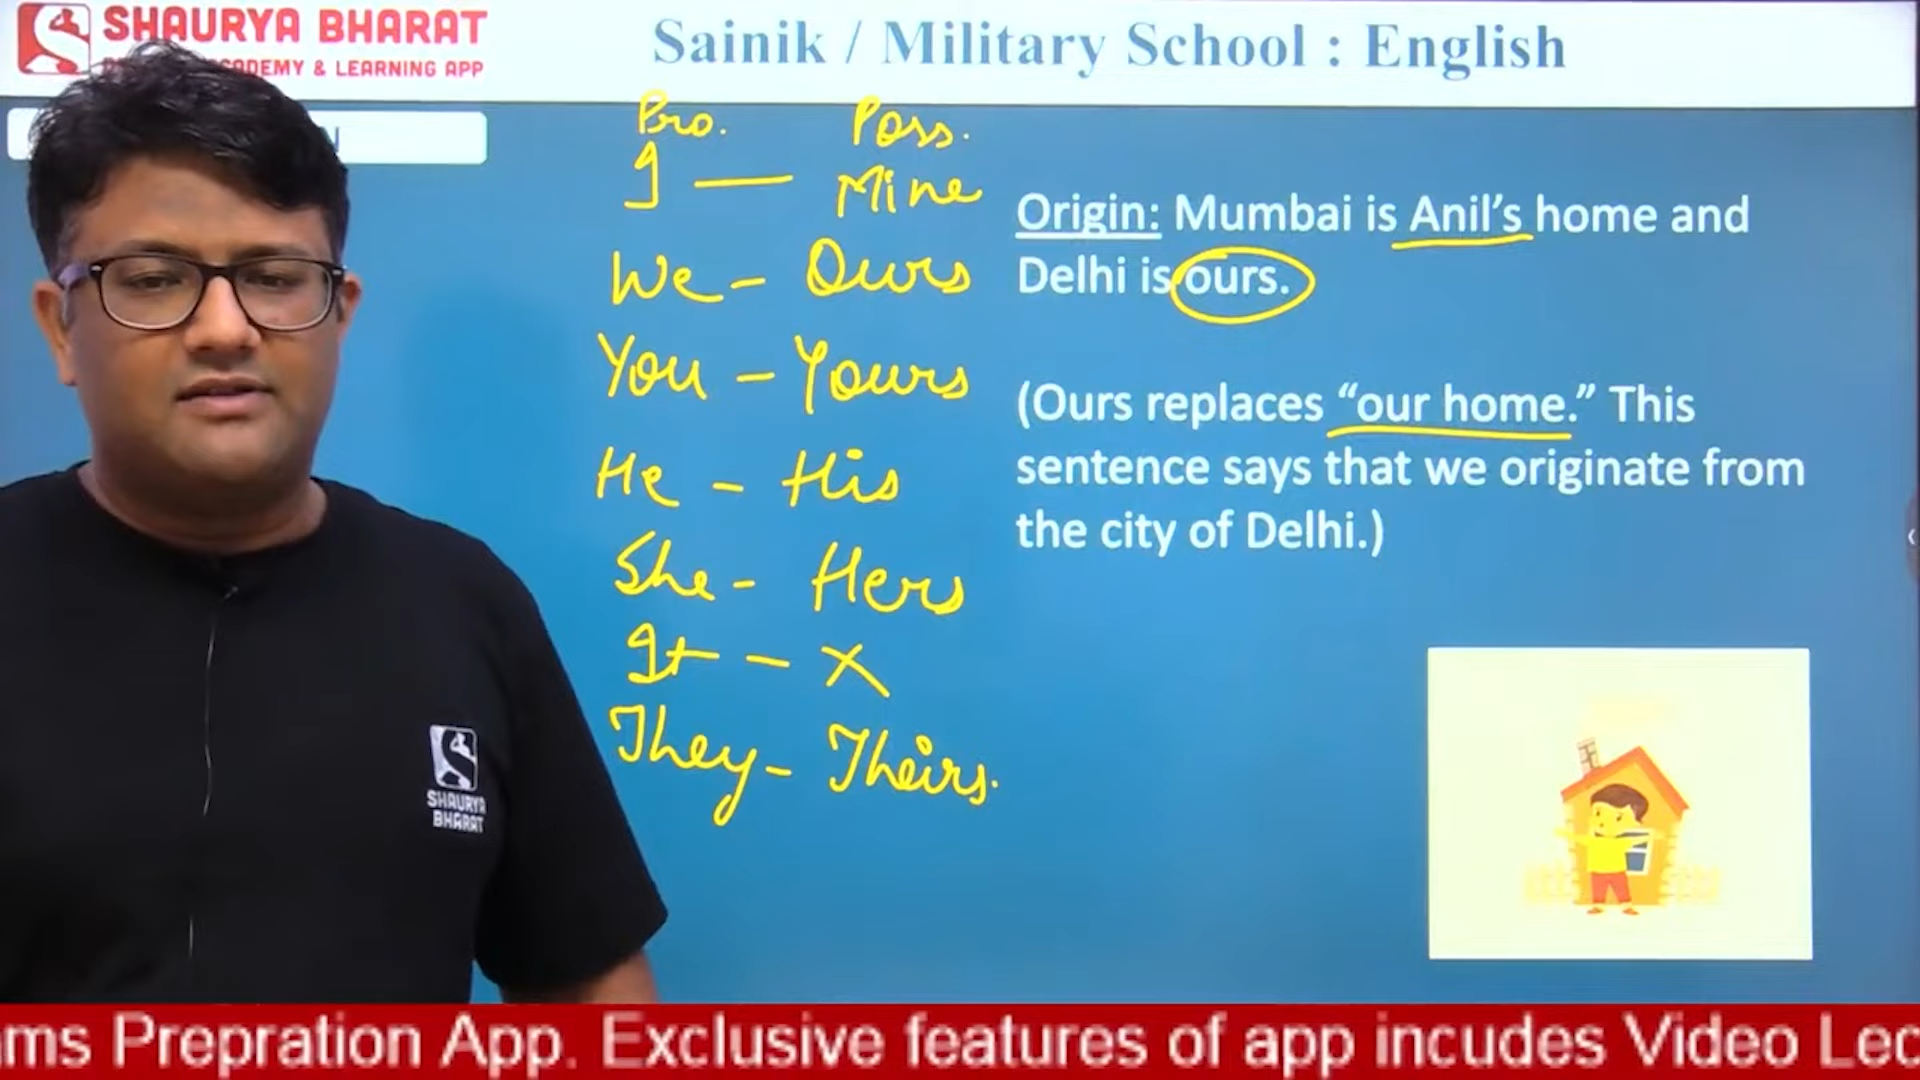 SHAURYA BHARAT
ADEMY & LEARNING APP
Sainik / Military School : English
Pro. Poss.
I — Mine
We - Ours
You - Yours
He - His
She - Hers
It - X
They - Theirs.
Origin: Mumbai is Anil's home and
Delhi is ours.
(Ours replaces “our home.” This
sentence says that we originate from
the city of Delhi.)
SHAURYA
BHARAT
ms Prepration App. Exclusive features of app incudes Video Lec